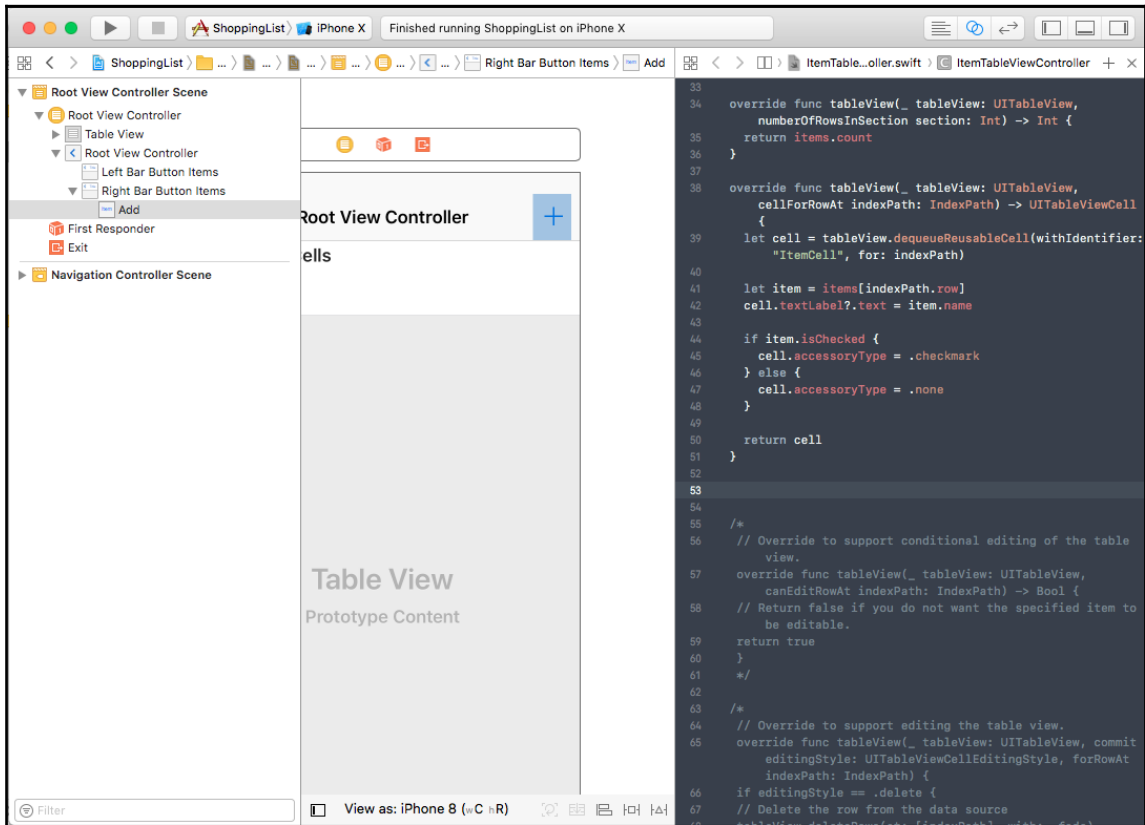 ShoppingList iPhone X Finished running ShoppingList on iPhone X
ShoppingList ... ... ... ... ... ... Right Bar Button Items Add
ItemTable...oller.swift ItemTableViewController
Root View Controller Scene
Root View Controller
Table View
Root View Controller
Left Bar Button Items
Right Bar Button Items
Add
First Responder
Exit
Navigation Controller Scene
Filter
Root View Controller +
ells
Table View
Prototype Content
View as: iPhone 8 (wC hR)
33
34 override func tableView(_ tableView: UITableView,
numberOfRowsInSection section: Int) -> Int {
35 return items.count
36 }
37
38 override func tableView(_ tableView: UITableView,
cellForRowAt indexPath: IndexPath) -> UITableViewCell
{
39 let cell = tableView.dequeueReusableCell(withIdentifier:
"ItemCell", for: indexPath)
40
41 let item = items[indexPath.row]
42 cell.textLabel?.text = item.name
43
44 if item.isChecked {
45 cell.accessoryType = .checkmark
46 } else {
47 cell.accessoryType = .none
48 }
49
50 return cell
51 }
52
53
54
55 /*
56 // Override to support conditional editing of the table
view.
57 override func tableView(_ tableView: UITableView,
canEditRowAt indexPath: IndexPath) -> Bool {
58 // Return false if you do not want the specified item to
be editable.
59 return true
60 }
61 */
62
63 /*
64 // Override to support editing the table view.
65 override func tableView(_ tableView: UITableView, commit
editingStyle: UITableViewCellEditingStyle, forRowAt
indexPath: IndexPath) {
66 if editingStyle == .delete {
67 // Delete the row from the data source